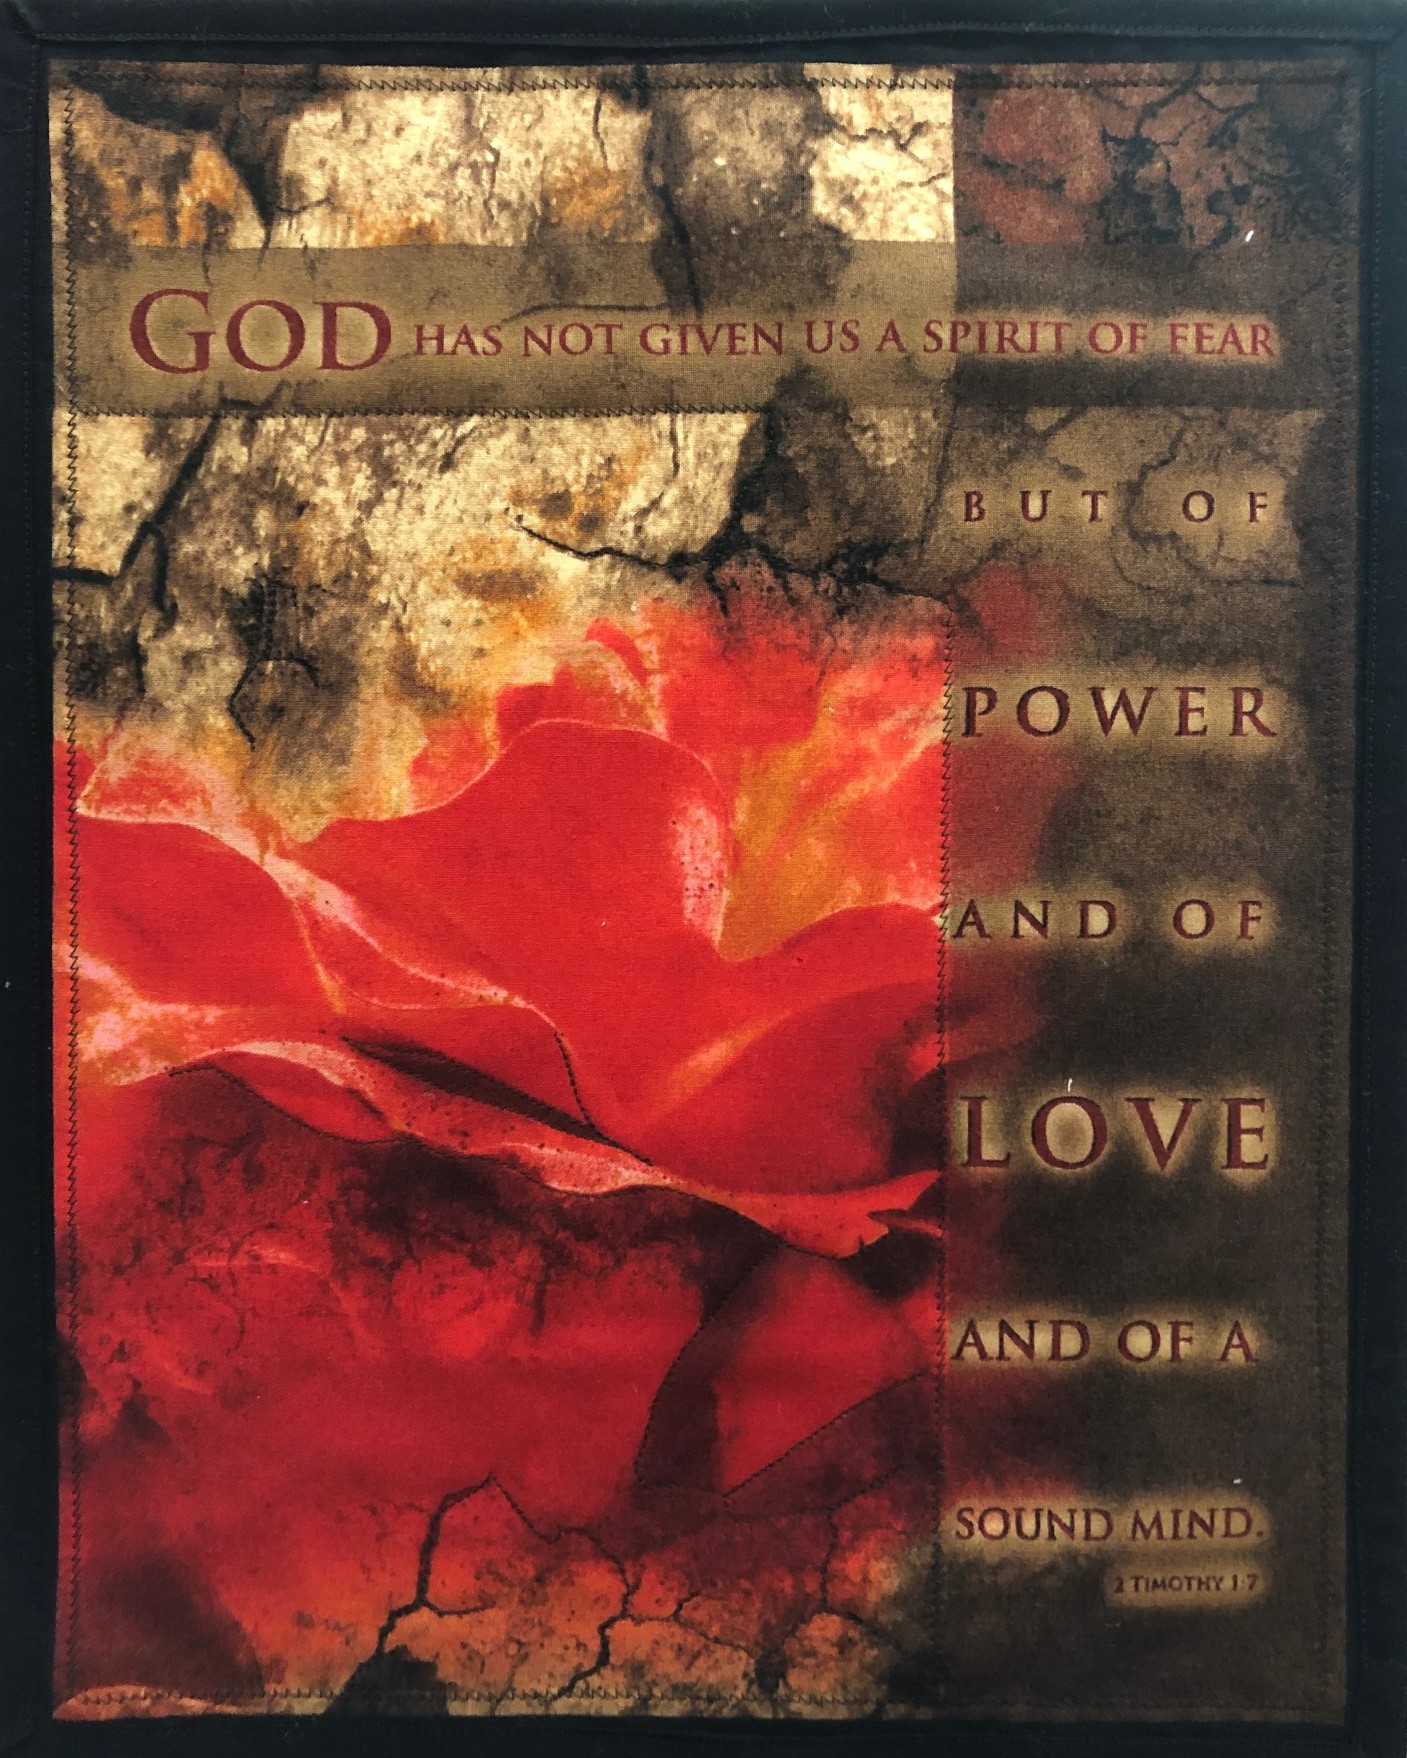 GOD HAS NOT GIVEN US A SPIRIT OF FEAR
BUT OF
POWER
AND OF
LOVE
AND OF A
SOUND MIND.
2 TIMOTHY 1:7